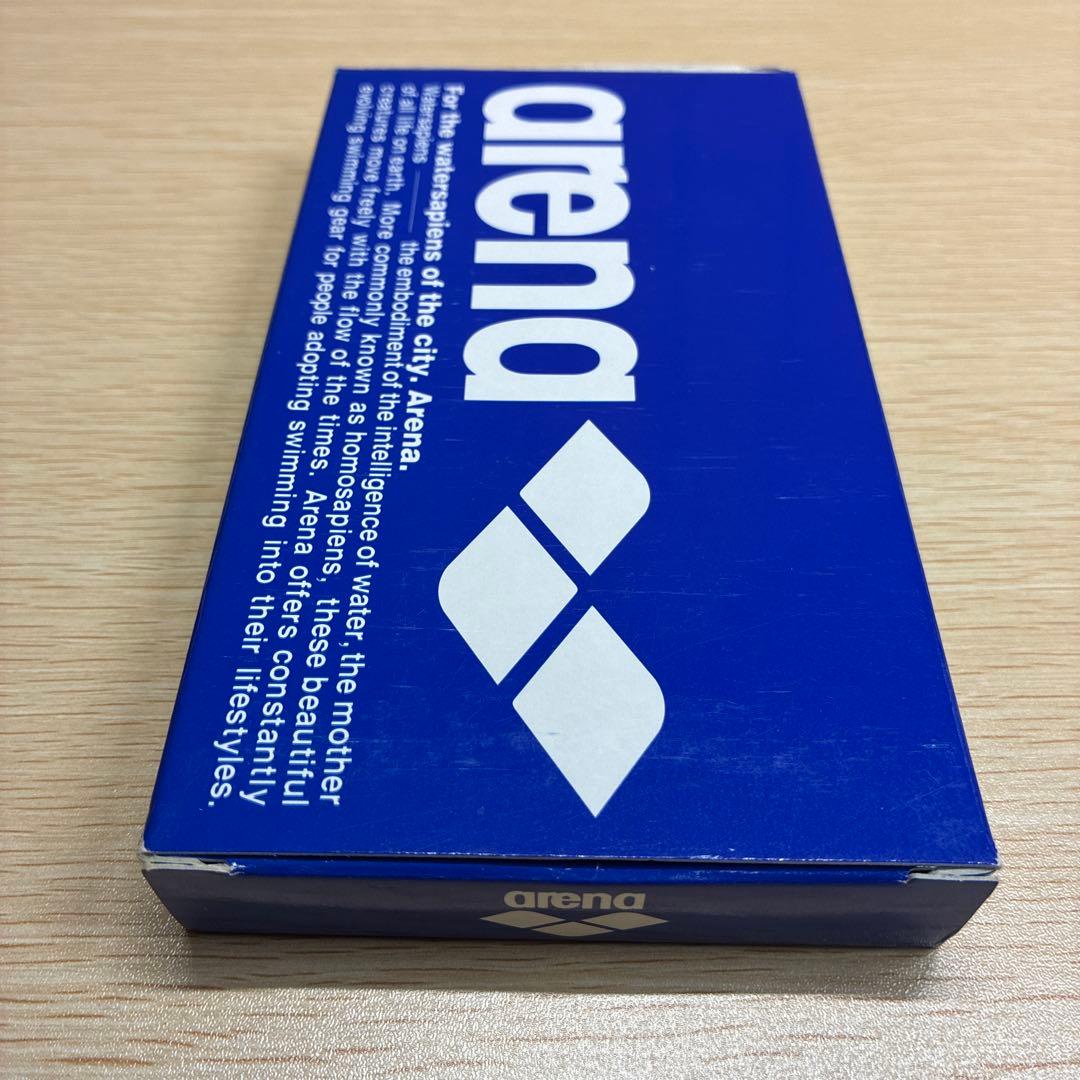 arena
For the watersapiens of the city. Arena.
Watersapiens —— the embodiment of the intelligence of water, the mother
of all life on earth. More commonly known as homosapiens, these beautiful
creatures move freely with the flow of the times. Arena offers constantly
evolving swimming gear for people adopting swimming into their lifestyles.
arena